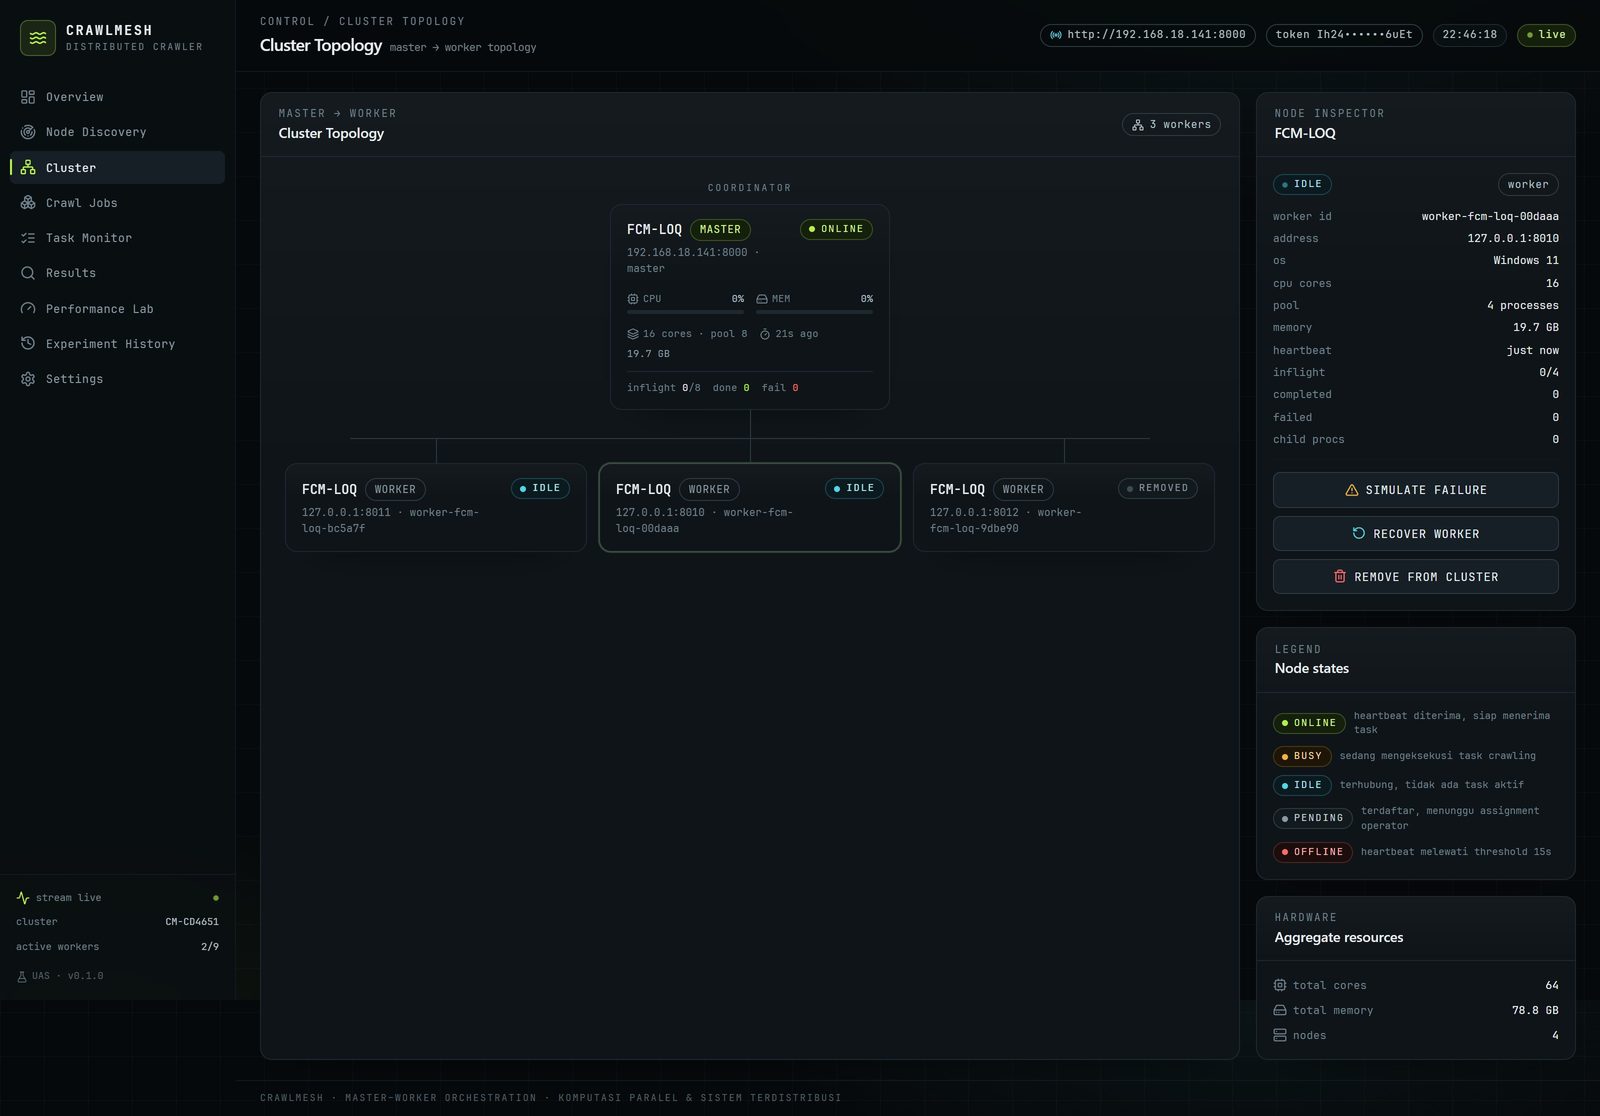 CRAWLMESH
DISTRIBUTED CRAWLER
Overview
Node Discovery
Cluster
Crawl Jobs
Task Monitor
Results
Performance Lab
Experiment History
Settings
stream live
cluster CM-CD4651
active workers 2/9
UAS · v0.1.0
CONTROL / CLUSTER TOPOLOGY
Cluster Topology master → worker topology
http://192.168.18.141:8000
token Ih24••••••6uEt
22:46:18
live
MASTER → WORKER
Cluster Topology
3 workers
COORDINATOR
FCM-LOQ MASTER ONLINE
192.168.18.141:8000 ·
master
CPU 0% MEM 0%
16 cores · pool 8 21s ago
19.7 GB
inflight 0/8 done 0 fail 0
FCM-LOQ WORKER IDLE
127.0.0.1:8011 · worker-fcm-
loq-bc5a7f
FCM-LOQ WORKER IDLE
127.0.0.1:8010 · worker-fcm-
loq-00daaa
FCM-LOQ WORKER REMOVED
127.0.0.1:8012 · worker-
fcm-loq-9dbe90
NODE INSPECTOR
FCM-LOQ
IDLE worker
worker id worker-fcm-loq-00daaa
address 127.0.0.1:8010
os Windows 11
cpu cores 16
pool 4 processes
memory 19.7 GB
heartbeat just now
inflight 0/4
completed 0
failed 0
child procs 0
SIMULATE FAILURE
RECOVER WORKER
REMOVE FROM CLUSTER
LEGEND
Node states
ONLINE heartbeat diterima, siap menerima
task
BUSY sedang mengeksekusi task crawling
IDLE terhubung, tidak ada task aktif
PENDING terdaftar, menunggu assignment
operator
OFFLINE heartbeat melewati threshold 15s
HARDWARE
Aggregate resources
total cores 64
total memory 78.8 GB
nodes 4
CRAWLMESH · MASTER–WORKER ORCHESTRATION · KOMPUTASI PARALEL & SISTEM TERDISTRIBUSI